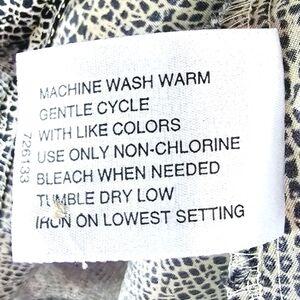 MACHINE WASH WARM
GENTLE CYCLE
WITH LIKE COLORS
USE ONLY NON-CHLORINE
BLEACH WHEN NEEDED
TUMBLE DRY LOW
IRON ON LOWEST SETTING
726133